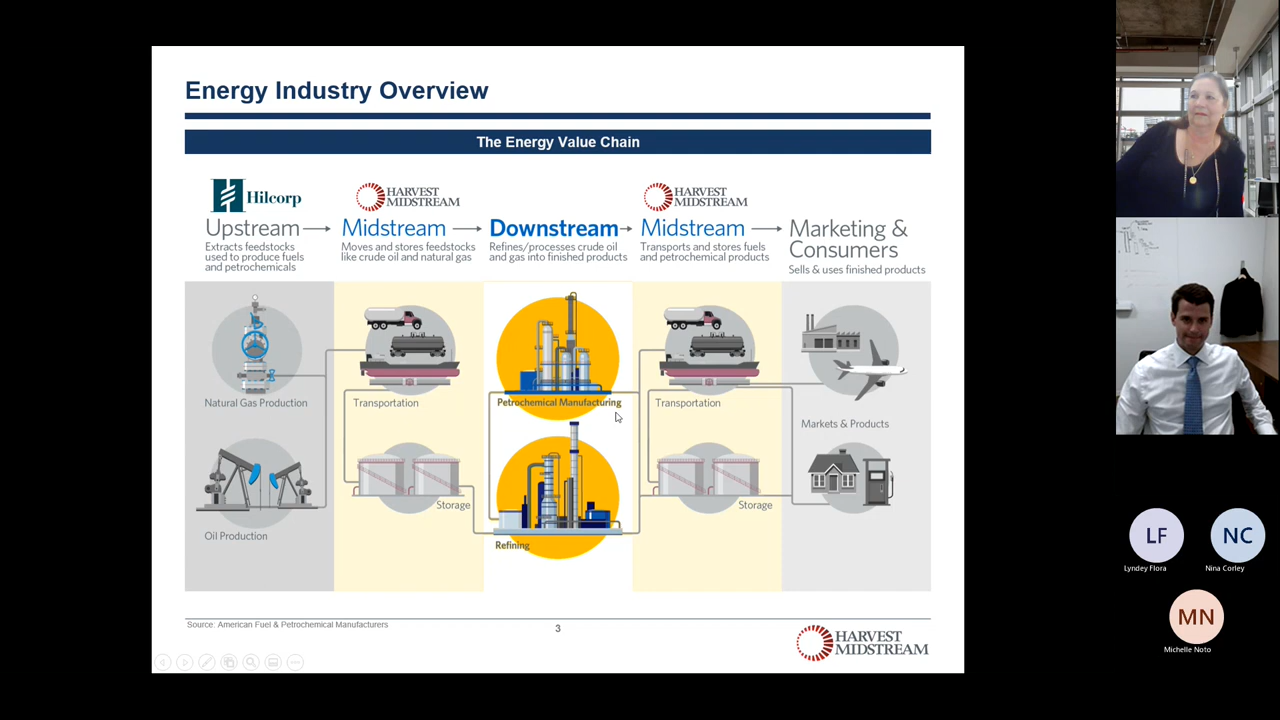 Energy Industry Overview
The Energy Value Chain
Hilcorp
HARVEST
MIDSTREAM
HARVEST
MIDSTREAM
Upstream
Extracts feedstocks
used to produce fuels
and petrochemicals
Midstream
Moves and stores feedstocks
like crude oil and natural gas
Downstream
Refines/processes crude oil
and gas into finished products
Midstream
Transports and stores fuels
and petrochemical products
Marketing &
Consumers
Sells & uses finished products
Natural Gas Production
Transportation
Petrochemical Manufacturing
Transportation
Markets & Products
Storage
Storage
Oil Production
Refining
Source: American Fuel & Petrochemical Manufacturers
3
HARVEST
MIDSTREAM
LF
Lyndey Flora
NC
Nina Corley
MN
Michelle Noto